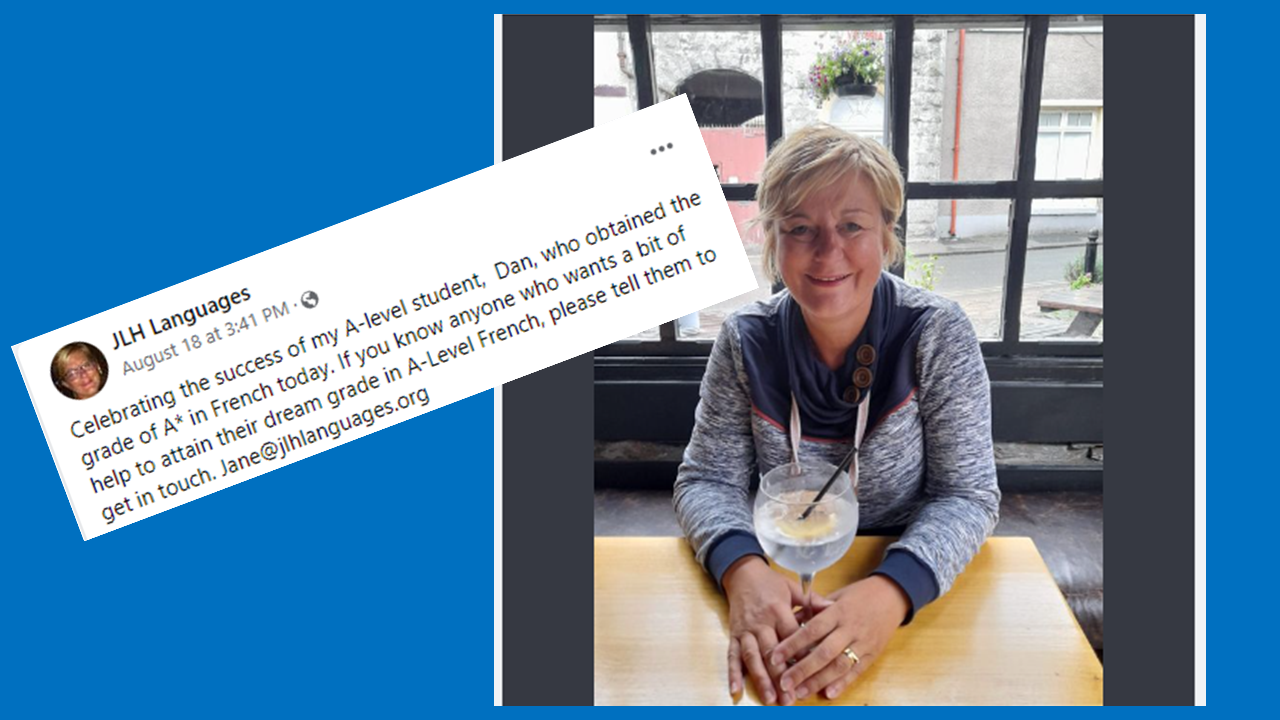 JLH Languages
August 18 at 3:41 PM ·
Celebrating the success of my A-level student,  Dan, who obtained the
grade of A* in French today. If you know anyone who wants a bit of
help to attain their dream grade in A-Level French, please tell them to
get in touch. Jane@jlhlanguages.org